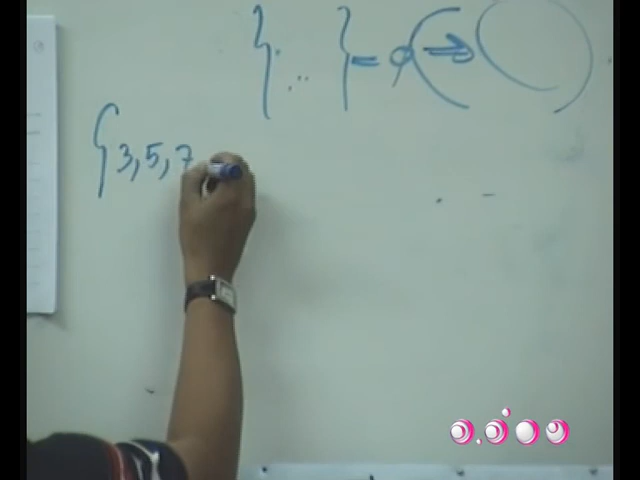 { } = φ ( ⇒ )
{ 3, 5, 7